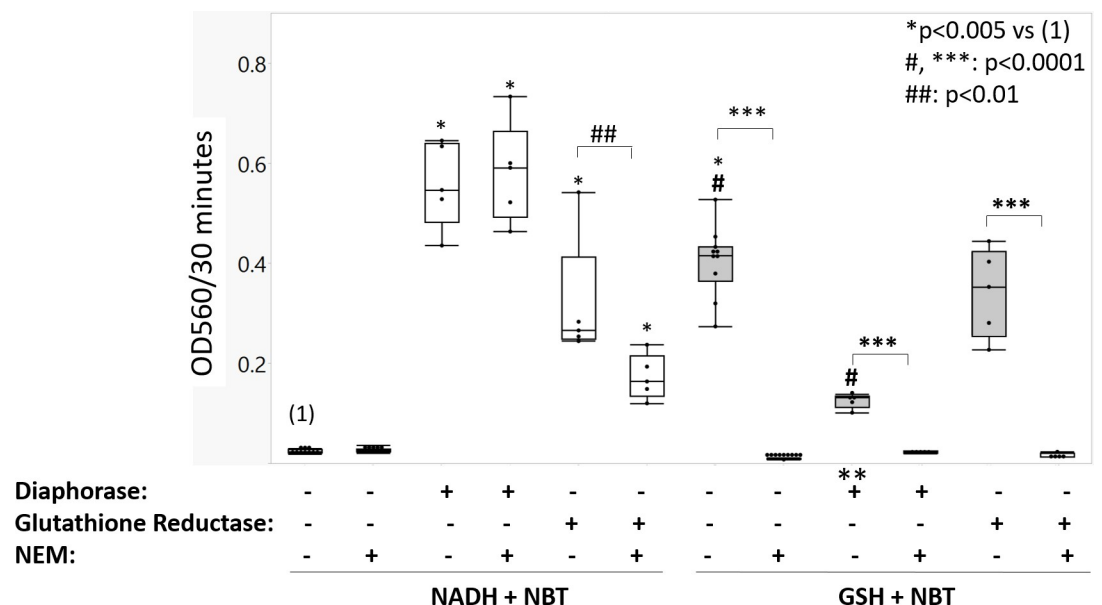 *p<0.005 vs (1)
#, ***: p<0.0001
##: p<0.01
OD560/30 minutes
0.8
0.6
0.4
0.2
(1)
*
*
*
##
*
***
*
#
***
#
***
**
Diaphorase: - - + + - - - - + + - -
Glutathione Reductase: - - - - + + - - - - + +
NEM: - + - + - + - + - + - +
NADH + NBT
GSH + NBT